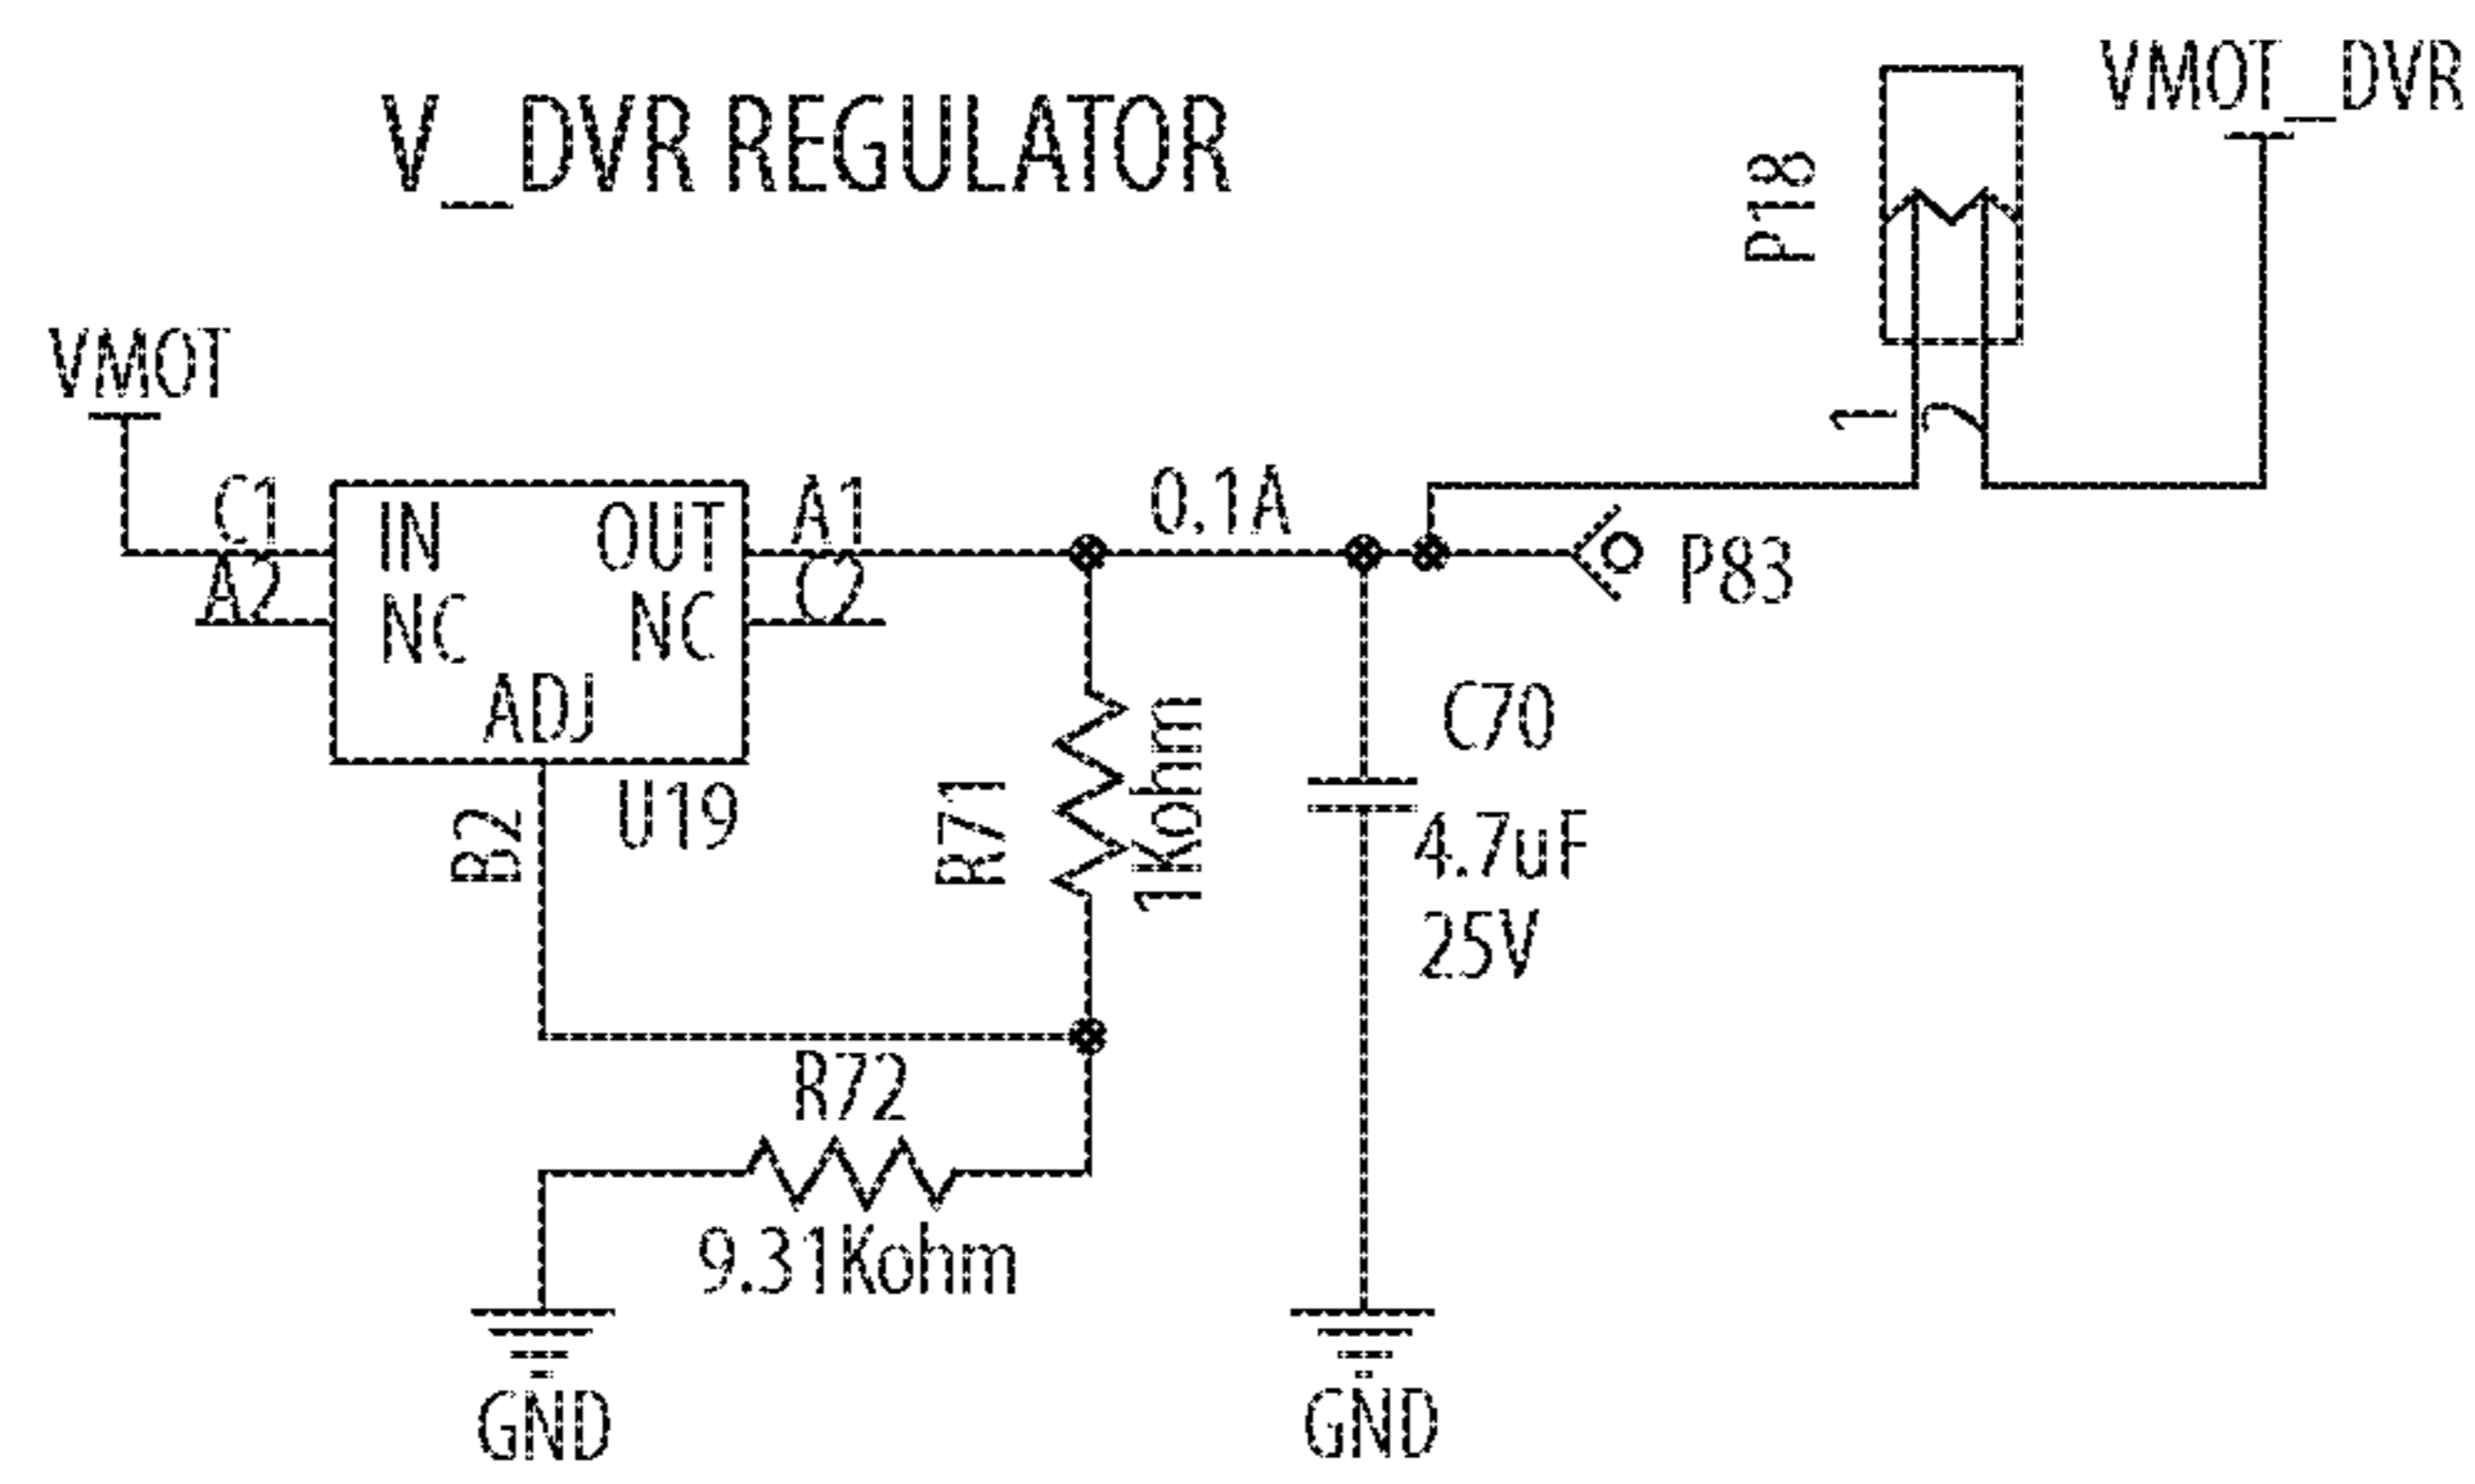 V_DVR REGULATOR
VMOT_DVR
P18
VMOT
1
2
C1
IN
OUT
A1
0.1A
A2
NC
NC
C2
P83
ADJ
U19
B2
R71
1Kohm
C70
4.7uF
25V
R72
9.31Kohm
GND
GND